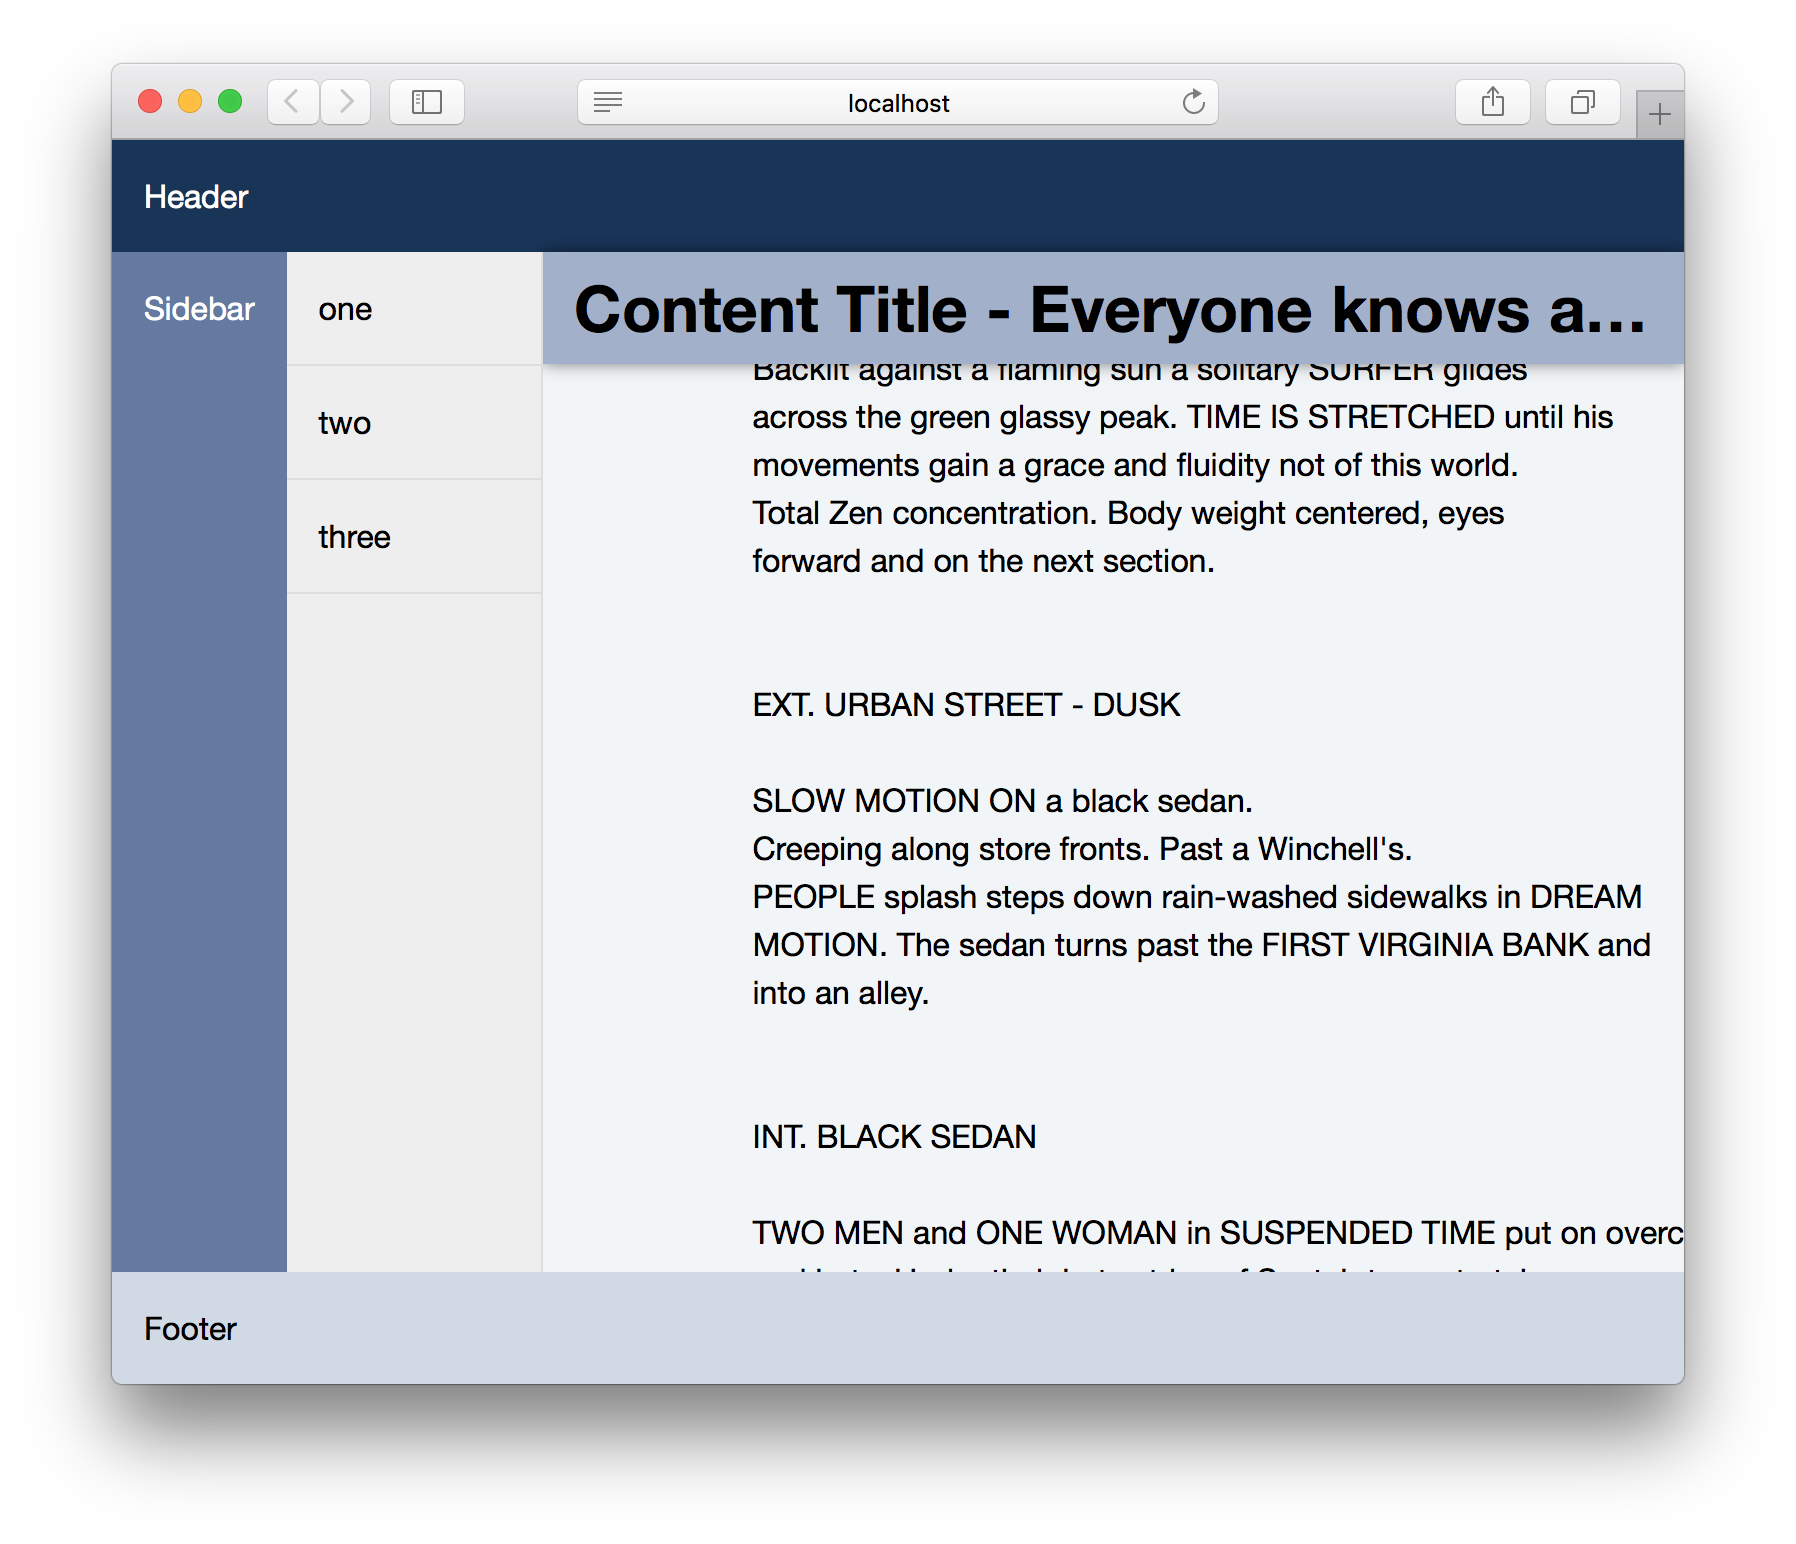 localhost
Header
Sidebar
one
two
three
Content Title - Everyone knows a...
Backlit against a flaming sun a solitary SURFER glides
across the green glassy peak. TIME IS STRETCHED until his
movements gain a grace and fluidity not of this world.
Total Zen concentration. Body weight centered, eyes
forward and on the next section.
EXT. URBAN STREET - DUSK
SLOW MOTION ON a black sedan.
Creeping along store fronts. Past a Winchell's.
PEOPLE splash steps down rain-washed sidewalks in DREAM
MOTION. The sedan turns past the FIRST VIRGINIA BANK and
into an alley.
INT. BLACK SEDAN
TWO MEN and ONE WOMAN in SUSPENDED TIME put on overc
Footer